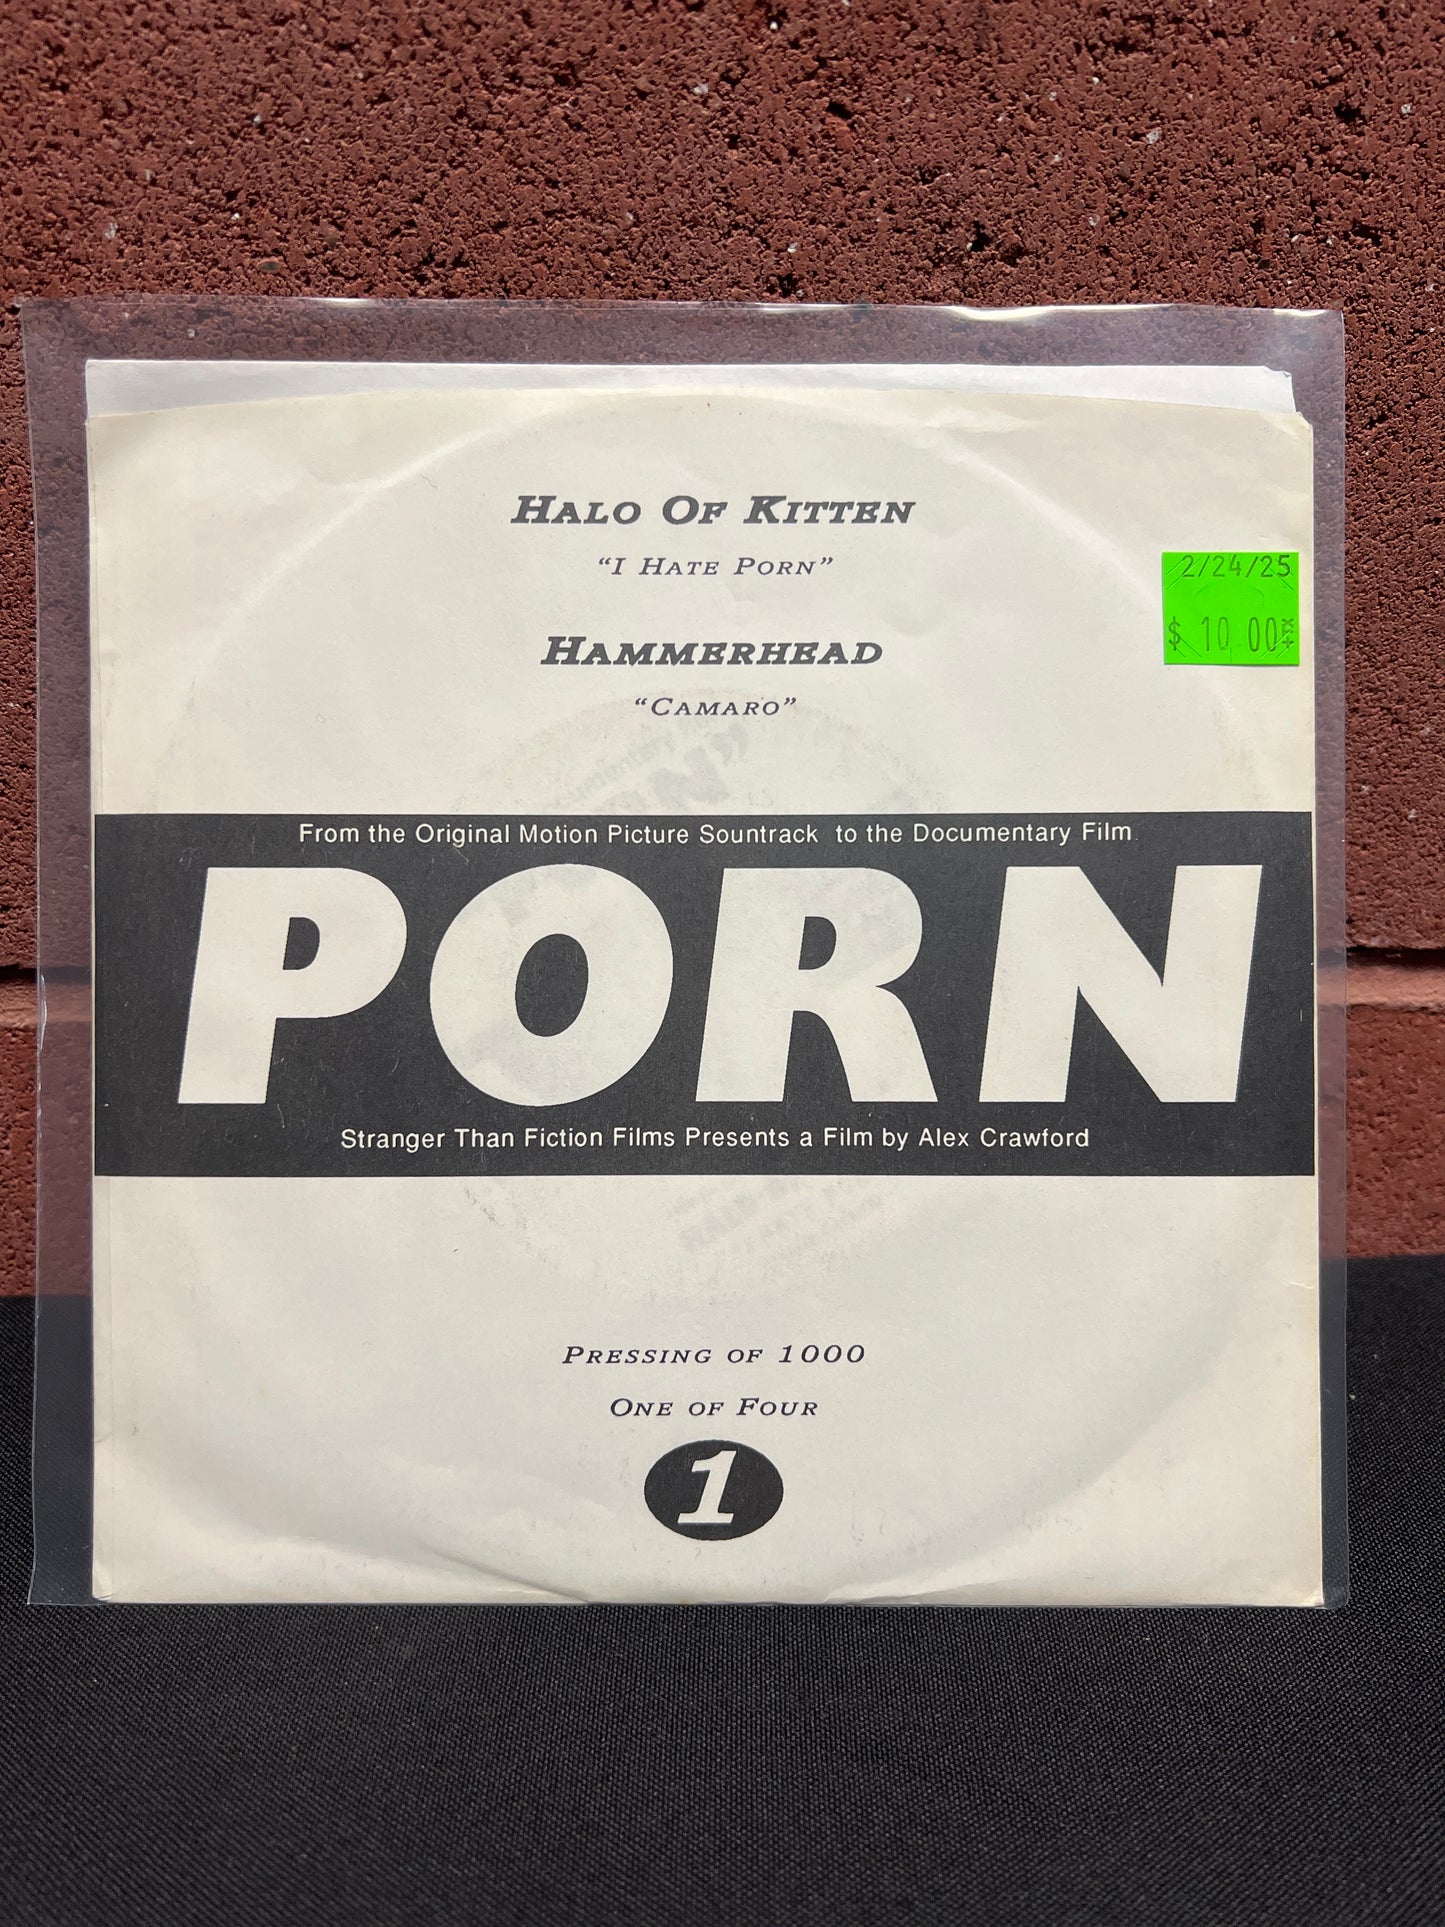 HALO OF KITTEN
“I HATE PORN”
HAMMERHEAD
“CAMARO”
2/24/25
$ 10.00
From the Original Motion Picture Sountrack to the Documentary Film
PORN
Stranger Than Fiction Films Presents a Film by Alex Crawford
PRESSING OF 1000
ONE OF FOUR
1